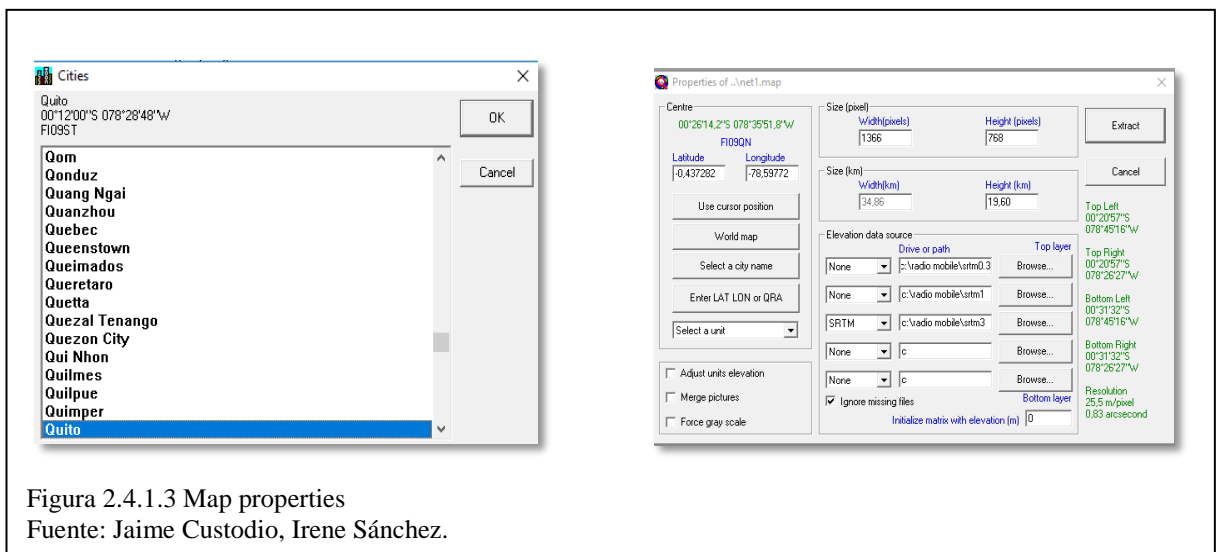 Cities
Quito
00°12'00''S 078°28'48''W
FI09ST
OK
Cancel
Qom
Qonduz
Quang Ngai
Quanzhou
Quebec
Queenstown
Queimados
Queretaro
Quetta
Quezal Tenango
Quezon City
Qui Nhon
Quilmes
Quilpue
Quimper
Quito
Properties of ..\net1.map
Centre
00°26'14,2''S 078°35'51,8''W
FI09QN
Latitude Longitude
-0,437282 -78,59772
Use cursor position
World map
Select a city name
Enter LAT LON or QRA
Select a unit
Adjust units elevation
Merge pictures
Force gray scale
Size (pixel)
Width(pixels) Height (pixels)
1366 768
Size (km)
Width(km) Height (km)
34,86 19,60
Elevation data source
Drive or path Top layer
None c:\radio mobile\srtm0.3 Browse...
None c:\radio mobile\srtm1 Browse...
SRTM c:\radio mobile\srtm3 Browse...
None c Browse...
None c Browse...
Ignore missing files Bottom layer
Initialize matrix with elevation (m) 0
Extract
Cancel
Top Left
00°20'57''S
078°45'16''W
Top Right
00°20'57''S
078°26'27''W
Bottom Left
00°31'32''S
078°45'16''W
Bottom Right
00°31'32''S
078°26'27''W
Resolution
25,5 m/pixel
0,83 arcsecond
Figura 2.4.1.3 Map properties
Fuente: Jaime Custodio, Irene Sánchez.